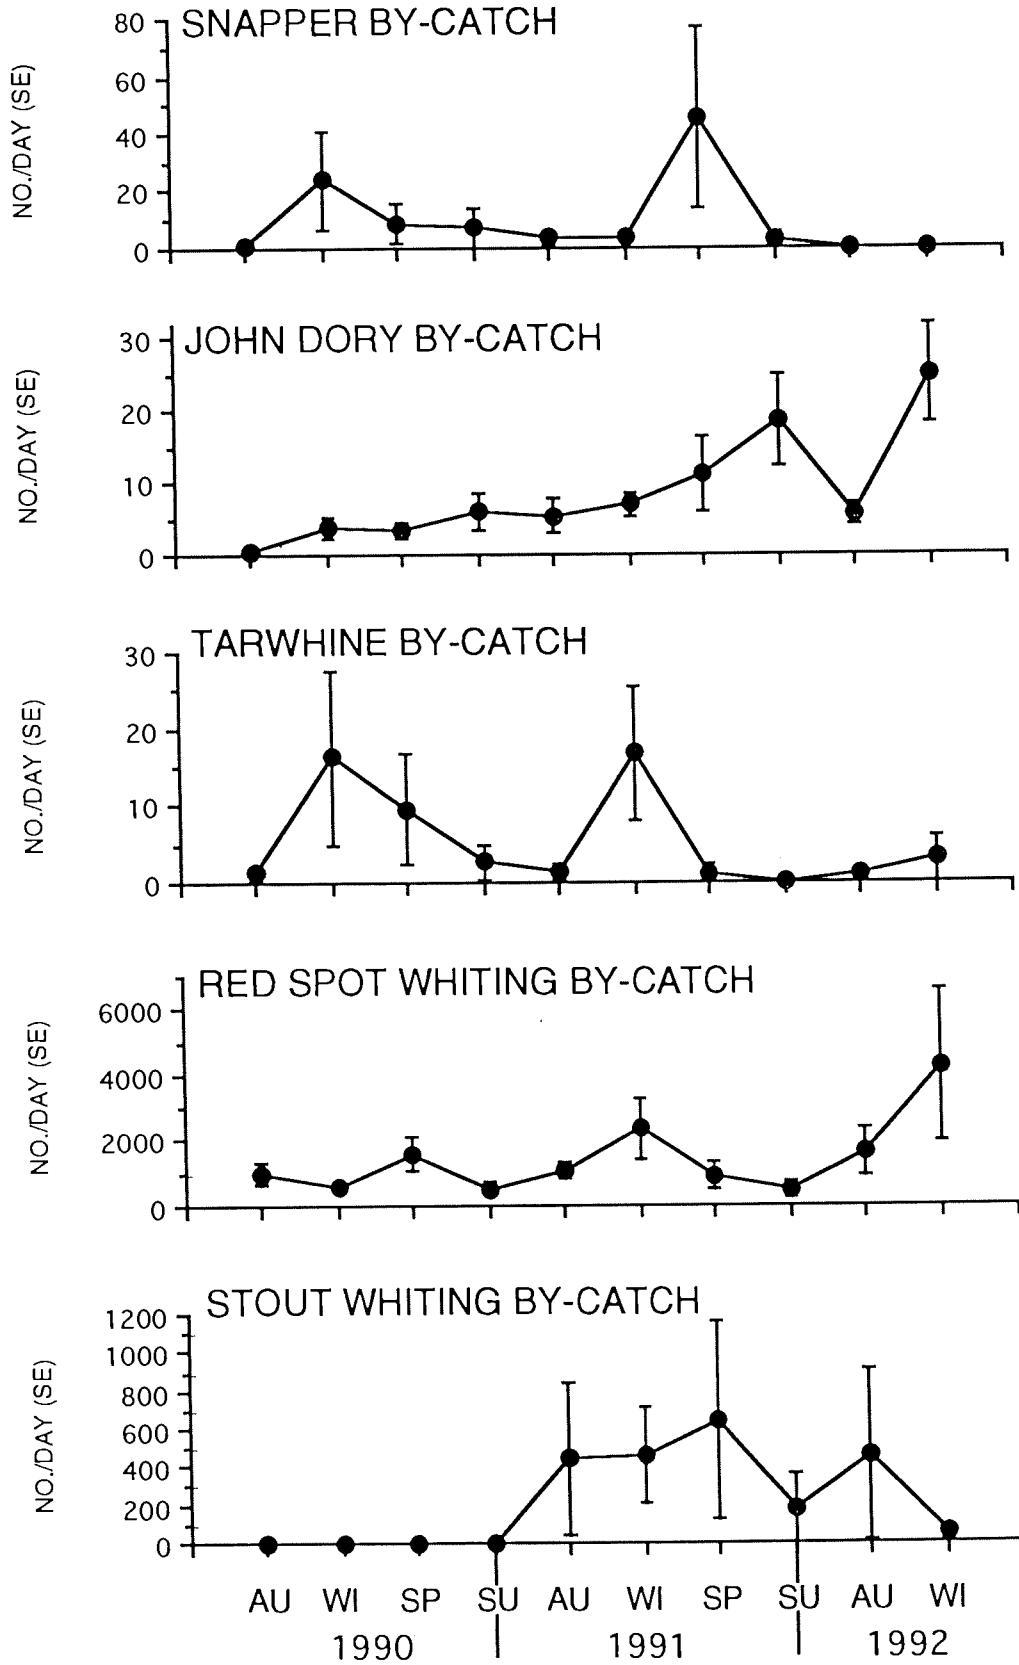 SNAPPER BY-CATCH
NO./DAY (SE)
80
60
40
20
0
JOHN DORY BY-CATCH
NO./DAY (SE)
30
20
10
0
TARWHINE BY-CATCH
NO./DAY (SE)
30
20
10
0
RED SPOT WHITING BY-CATCH
NO./DAY (SE)
6000
4000
2000
0
STOUT WHITING BY-CATCH
NO./DAY (SE)
1200
1000
800
600
400
200
0
AU WI SP SU AU WI SP SU AU WI
1990 1991 1992